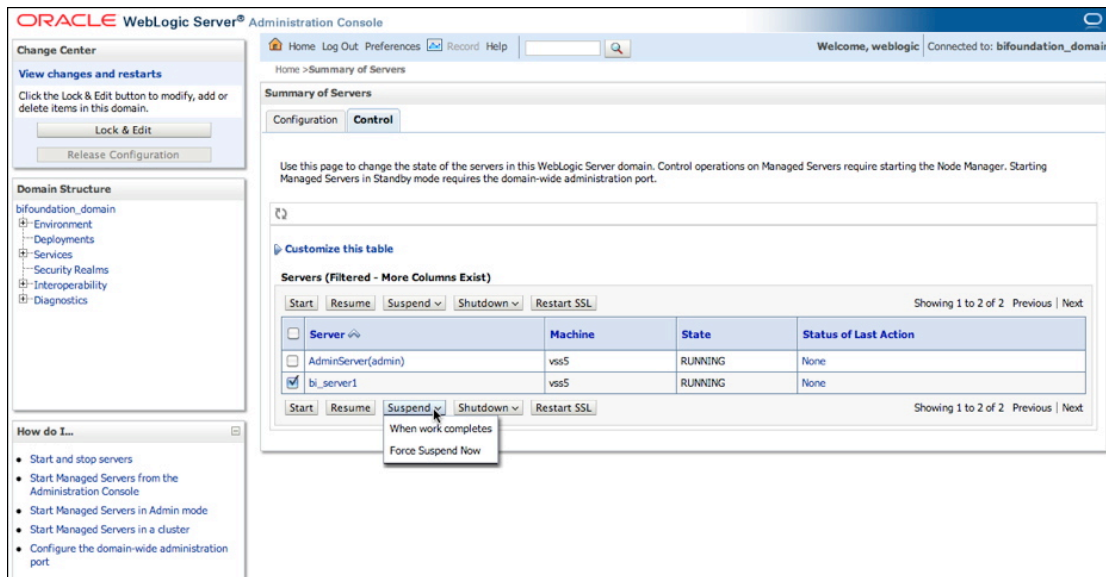 ORACLE WebLogic Server® Administration Console
Change Center
View changes and restarts
Click the Lock & Edit button to modify, add or
delete items in this domain.
Lock & Edit
Release Configuration
Domain Structure
bifoundation_domain
Environment
Deployments
Services
Security Realms
Interoperability
Diagnostics
How do I...
Start and stop servers
Start Managed Servers from the
Administration Console
Start Managed Servers in Admin mode
Start Managed Servers in a cluster
Configure the domain-wide administration
port
Home Log Out Preferences Record Help
Welcome, weblogic Connected to: bifoundation_domain
Home >Summary of Servers
Summary of Servers
Configuration Control
Use this page to change the state of the servers in this WebLogic Server domain. Control operations on Managed Servers require starting the Node Manager. Starting
Managed Servers in Standby mode requires the domain-wide administration port.
Customize this table
Servers (Filtered - More Columns Exist)
Start Resume Suspend Shutdown Restart SSL Showing 1 to 2 of 2 Previous | Next
Server Machine State Status of Last Action
AdminServer(admin) vss5 RUNNING None
bi_server1 vss5 RUNNING None
Start Resume Suspend Shutdown Restart SSL Showing 1 to 2 of 2 Previous | Next
When work completes
Force Suspend Now